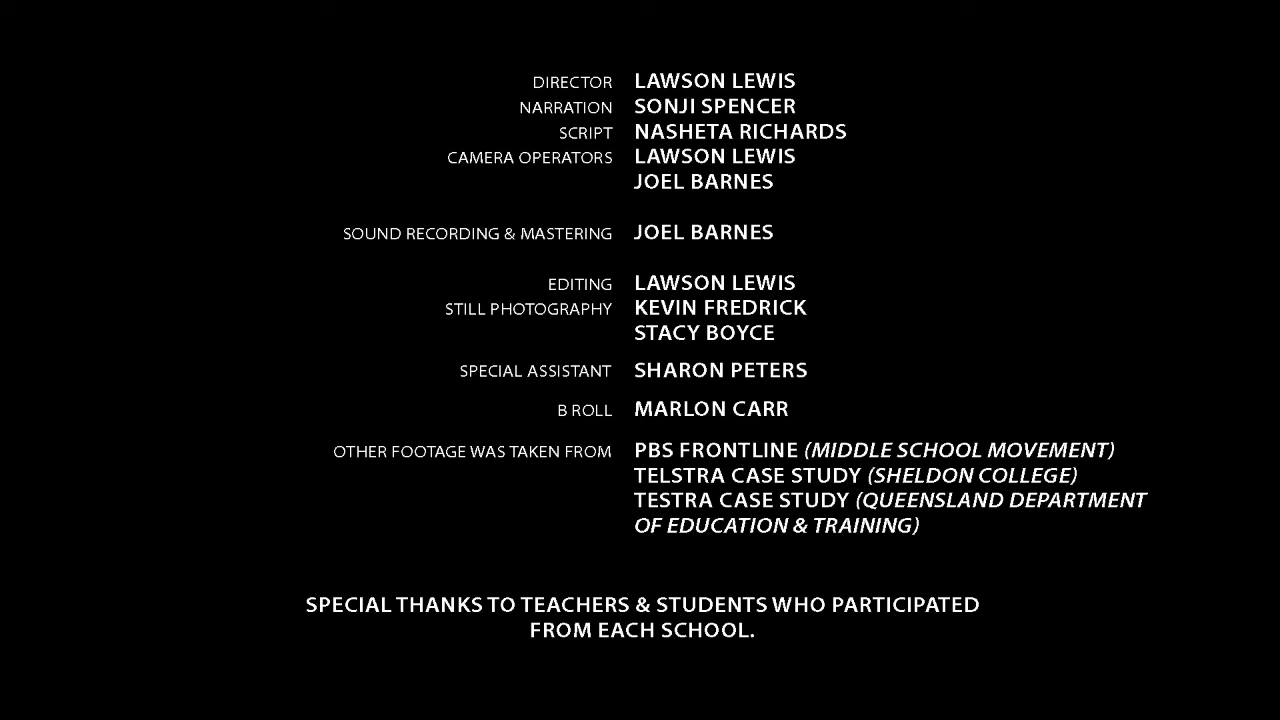 DIRECTOR LAWSON LEWIS
NARRATION SONJI SPENCER
SCRIPT NASHETA RICHARDS
CAMERA OPERATORS LAWSON LEWIS
JOEL BARNES
SOUND RECORDING & MASTERING JOEL BARNES
EDITING LAWSON LEWIS
STILL PHOTOGRAPHY KEVIN FREDRICK
STACY BOYCE
SPECIAL ASSISTANT SHARON PETERS
B ROLL MARLON CARR
OTHER FOOTAGE WAS TAKEN FROM PBS FRONTLINE (MIDDLE SCHOOL MOVEMENT)
TELSTRA CASE STUDY (SHELDON COLLEGE)
TESTRA CASE STUDY (QUEENSLAND DEPARTMENT
OF EDUCATION & TRAINING)
SPECIAL THANKS TO TEACHERS & STUDENTS WHO PARTICIPATED
FROM EACH SCHOOL.